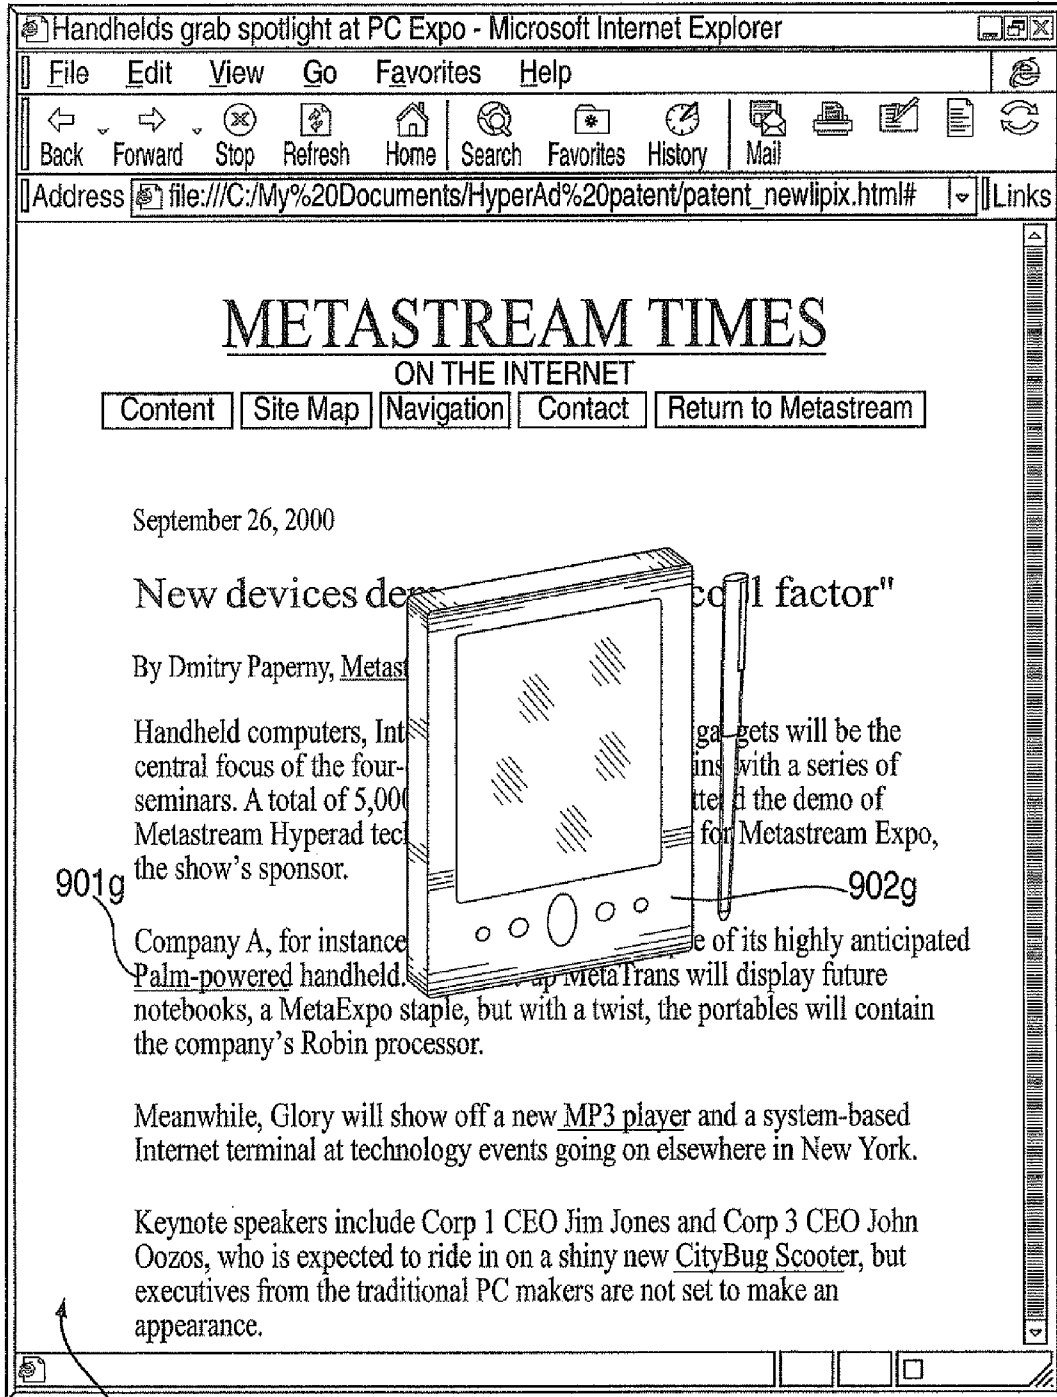 Handhelds grab spotlight at PC Expo - Microsoft Internet Explorer
File Edit View Go Favorites Help
Back Forward Stop Refresh Home Search Favorites History Mail
Address file:///C:/My%20Documents/HyperAd%20patent/patent_newlipix.html# Links
METASTREAM TIMES
ON THE INTERNET
Content Site Map Navigation Contact Return to Metastream
September 26, 2000
New devices factor"
By Dmitry Paperny,
Handheld computers, will be the
central focus of the with a series of
seminars. A total of the demo of
Metastream Hyperad for Metastream Expo,
the show's sponsor.
901g
902g
Company A, for instance of its highly anticipated
Palm-powered handheld. MetaTrans will display future
notebooks, a MetaExpo staple, but with a twist, the portables will contain
the company's Robin processor.
Meanwhile, Glory will show off a new MP3 player and a system-based
Internet terminal at technology events going on elsewhere in New York.
Keynote speakers include Corp 1 CEO Jim Jones and Corp 3 CEO John
Oozos, who is expected to ride in on a shiny new CityBug Scooter, but
executives from the traditional PC makers are not set to make an
appearance.